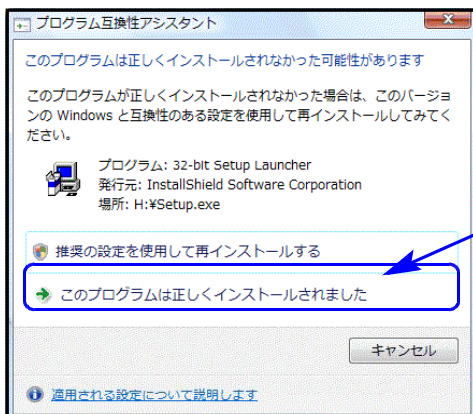 プログラム互換性アシスタント
このプログラムは正しくインストールされなかった可能性があります
このプログラムが正しくインストールされなかった場合は、このバージョ
ンの Windows と互換性のある設定を使用して再インストールしてみてく
ださい。
プログラム: 32-bit Setup Launcher
発行元: InstallShield Software Corporation
場所: H:¥Setup.exe
推奨の設定を使用して再インストールする
このプログラムは正しくインストールされました
キャンセル
適用される設定について説明します